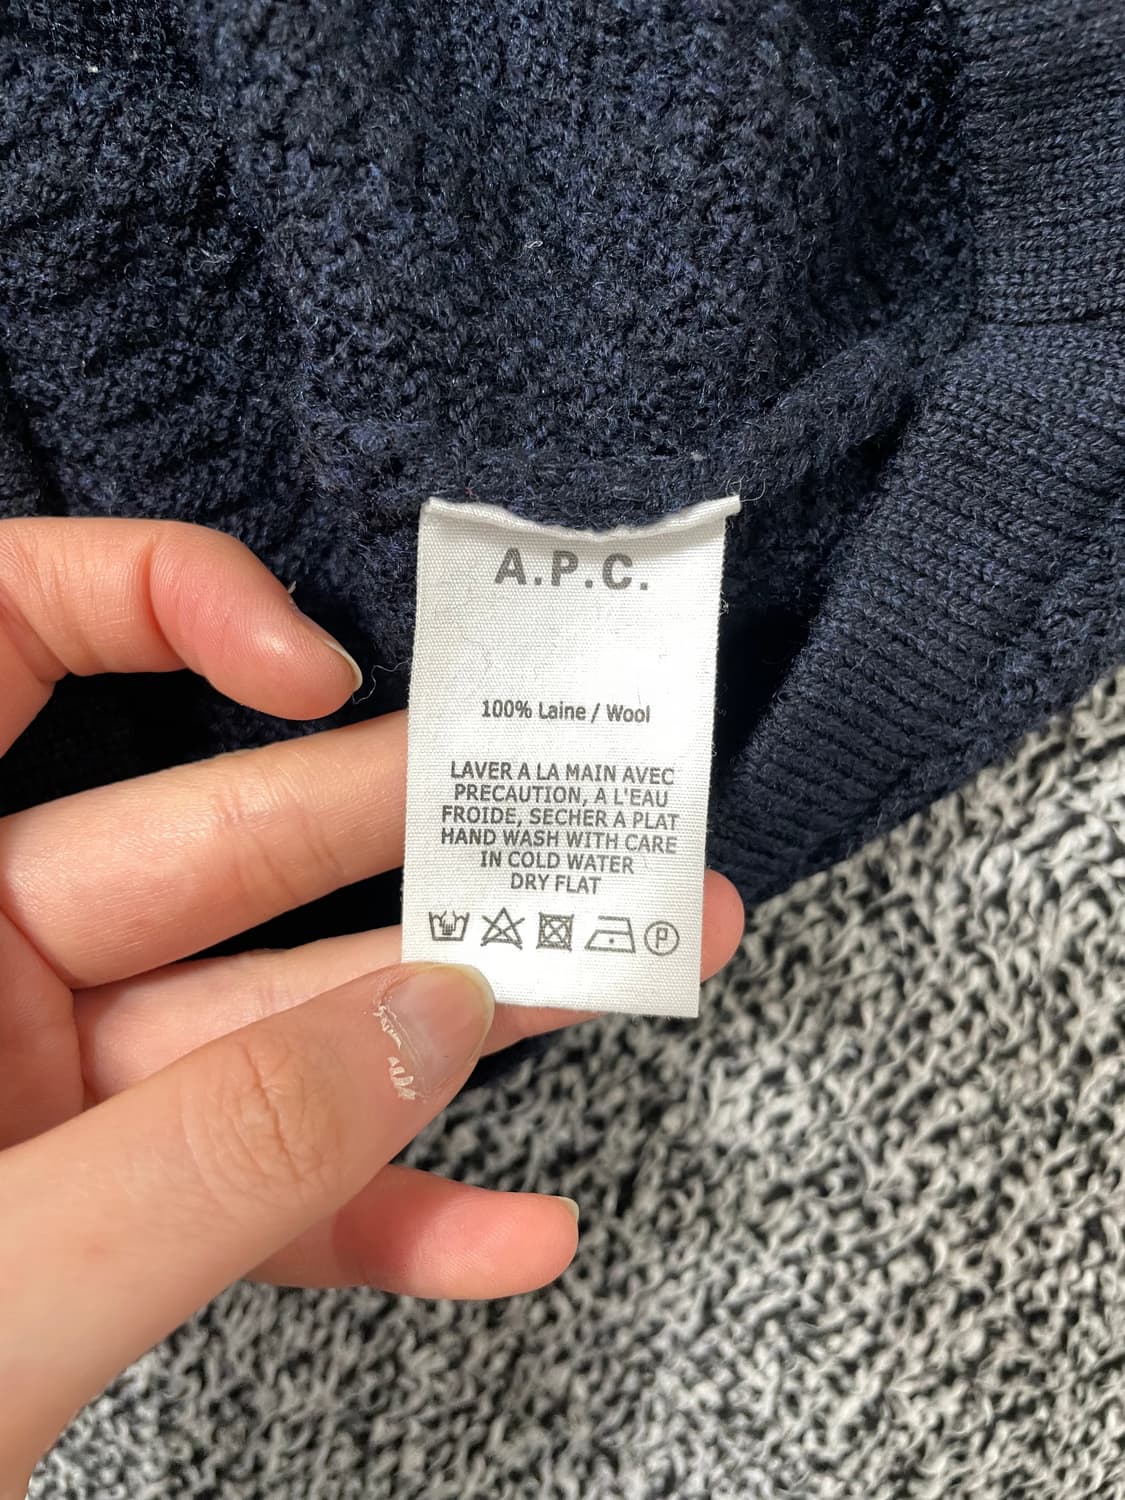 A.P.C.
100% Laine / Wool
LAVER A LA MAIN AVEC
PRECAUTION, A L'EAU
FROIDE, SECHER A PLAT
HAND WASH WITH CARE
IN COLD WATER
DRY FLAT
P